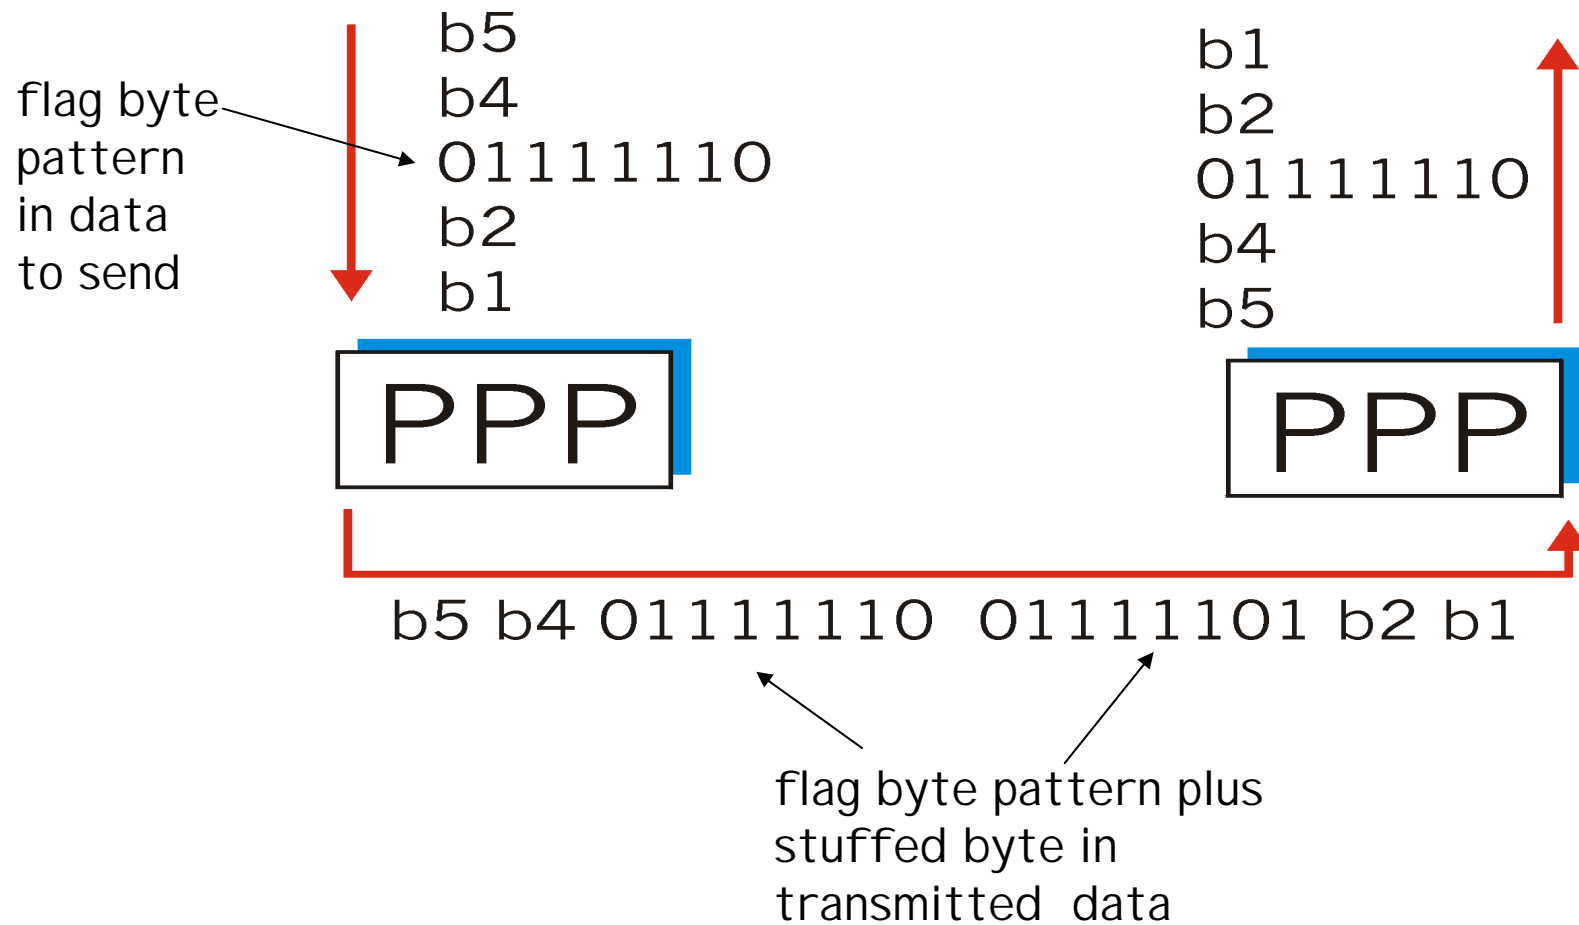 flag byte
pattern
in data
to send
b5
b4
01111110
b2
b1
PPP
b1
b2
01111110
b4
b5
PPP
b5 b4 01111110 01111101 b2 b1
flag byte pattern plus
stuffed byte in
transmitted data